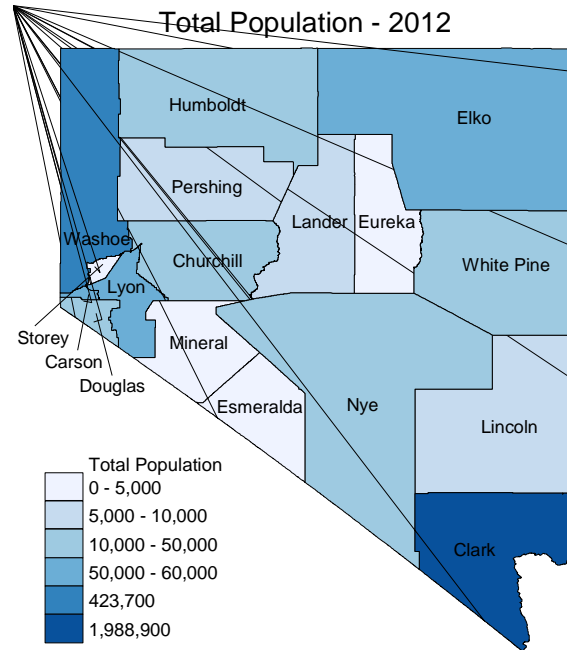 Total Population - 2012
Humboldt
Elko
Pershing
Lander
Eureka
Washoe
Churchill
White Pine
Lyon
Storey
Carson
Douglas
Mineral
Esmeralda
Nye
Lincoln
Clark
Total Population
0 - 5,000
5,000 - 10,000
10,000 - 50,000
50,000 - 60,000
423,700
1,988,900